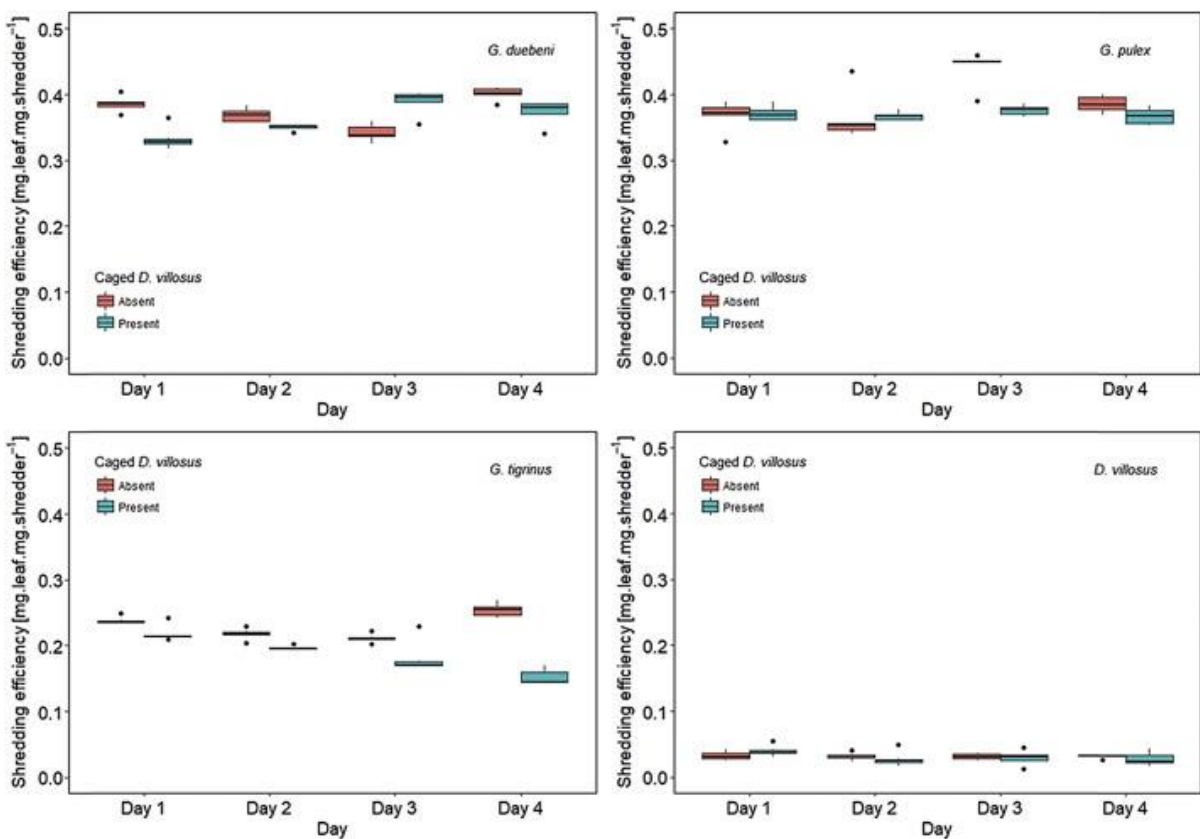 Shredding efficiency [mg.leaf.mg.shredder⁻¹]
0.5
0.4
0.3
0.2
0.1
0.0
G. duebeni
Caged D. villosus
Absent
Present
Day 1 Day 2 Day 3 Day 4
Day
Shredding efficiency [mg.leaf.mg.shredder⁻¹]
0.5
0.4
0.3
0.2
0.1
0.0
G. pulex
Caged D. villosus
Absent
Present
Day 1 Day 2 Day 3 Day 4
Day
Shredding efficiency [mg.leaf.mg.shredder⁻¹]
0.5
0.4
0.3
0.2
0.1
0.0
Caged D. villosus
Absent
Present
G. tigrinus
Day 1 Day 2 Day 3 Day 4
Day
Shredding efficiency [mg.leaf.mg.shredder⁻¹]
0.5
0.4
0.3
0.2
0.1
0.0
Caged D. villosus
Absent
Present
D. villosus
Day 1 Day 2 Day 3 Day 4
Day